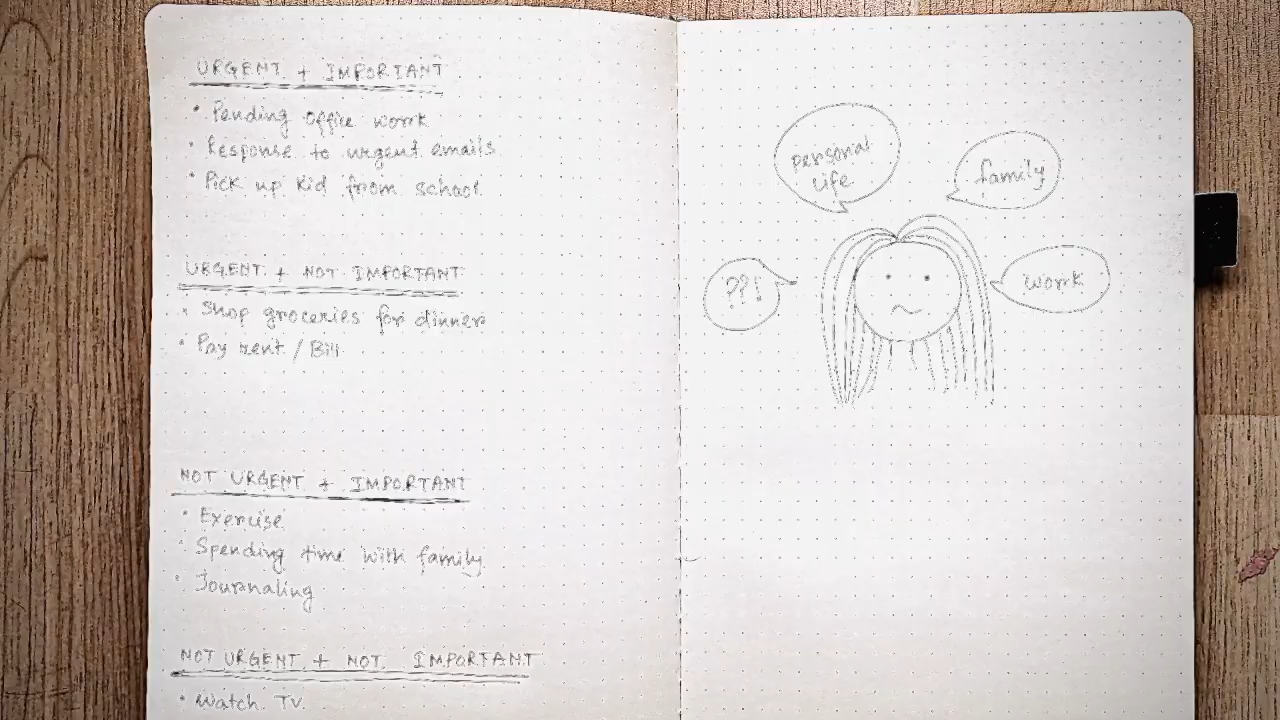 URGENT + IMPORTANT
• Pending office work
• Response to urgent emails
• Pick up kid from school
URGENT + NOT IMPORTANT
• Shop groceries for dinner
• Pay rent / Bill
NOT URGENT + IMPORTANT
• Exercise
• Spending time with family
• Journaling
NOT URGENT + NOT IMPORTANT
• Watch TV
personal
life
family
??!
work